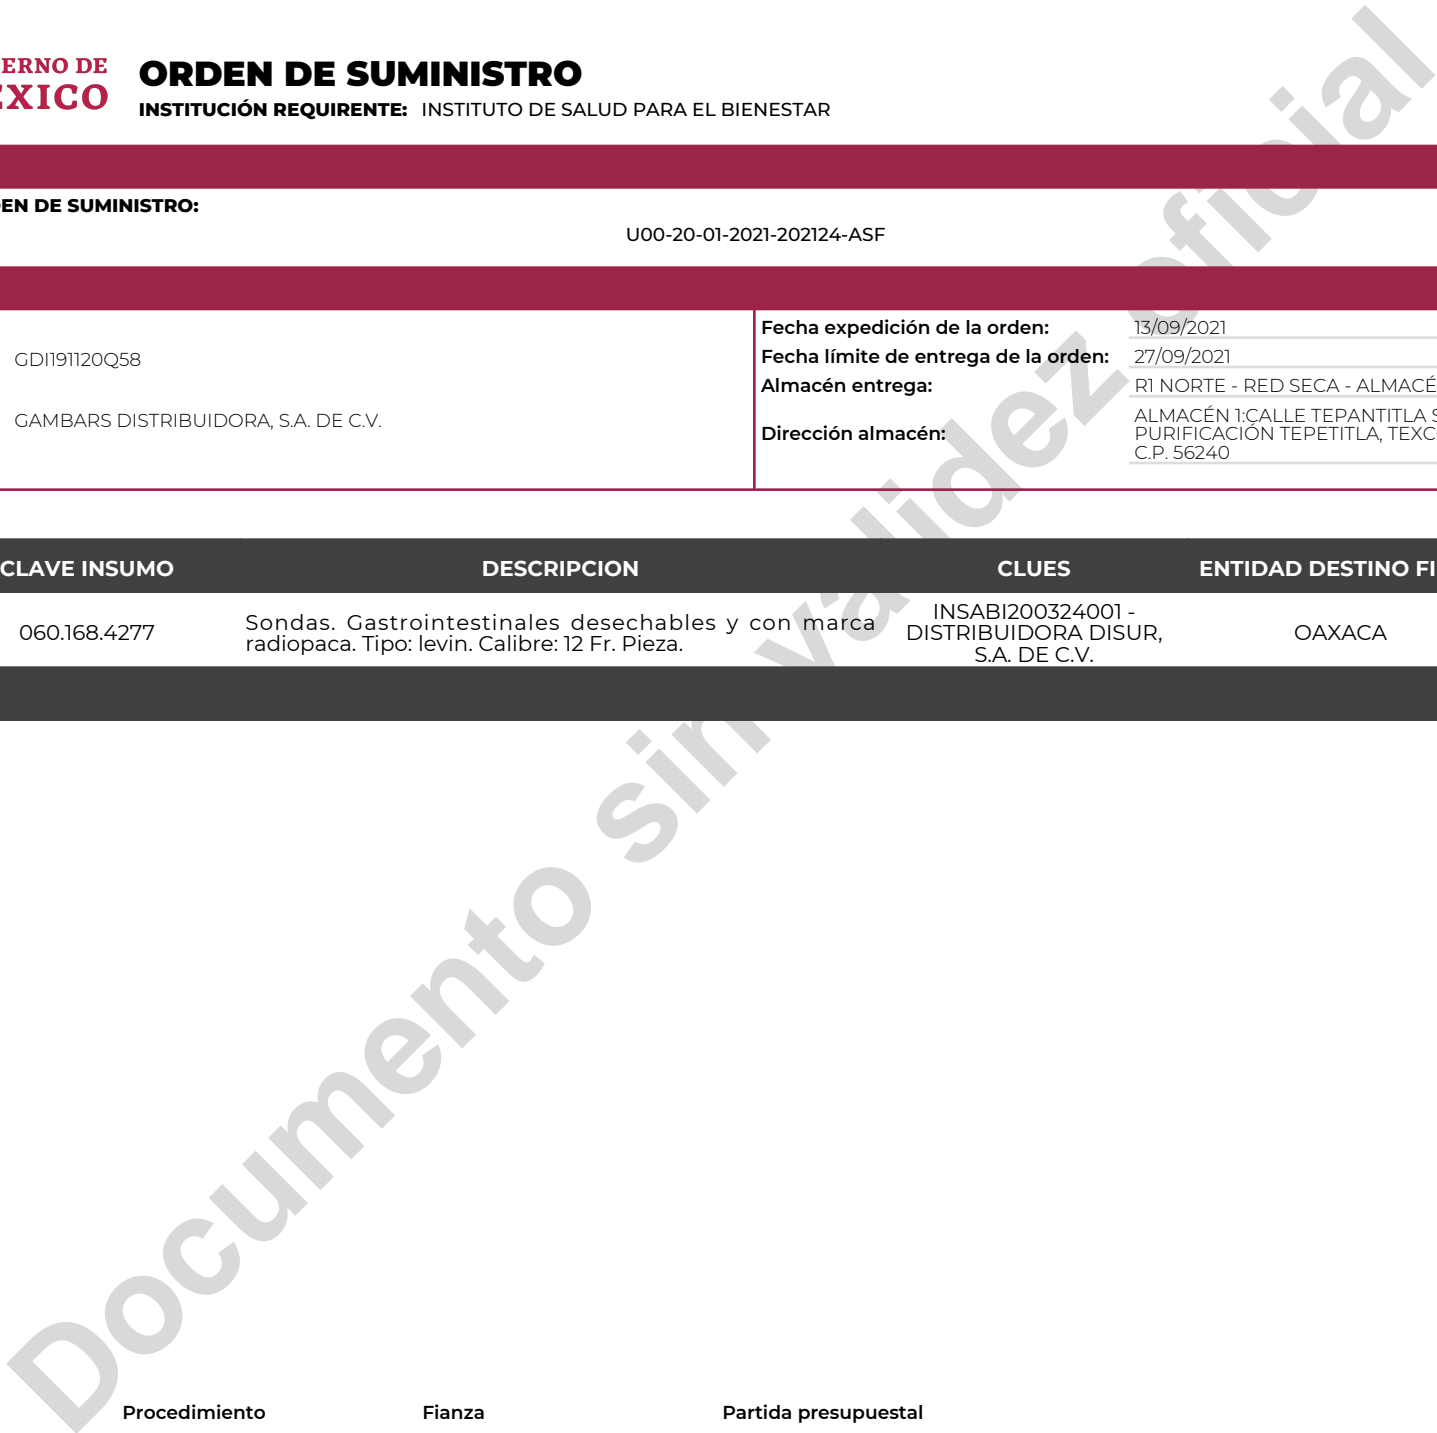 ERNO DE
ÉXICO
ORDEN DE SUMINISTRO
INSTITUCIÓN REQUIRENTE: INSTITUTO DE SALUD PARA EL BIENESTAR
EN DE SUMINISTRO:
U00-20-01-2021-202124-ASF
GDI191120Q58
GAMBARS DISTRIBUIDORA, S.A. DE C.V.
Fecha expedición de la orden: 13/09/2021
Fecha límite de entrega de la orden: 27/09/2021
Almacén entrega: R1 NORTE - RED SECA - ALMACÉ
Dirección almacén:
ALMACÉN 1:CALLE TEPANTITLA S
PURIFICACIÓN TEPETITLA, TEXC
C.P. 56240
CLAVE INSUMO DESCRIPCION CLUES ENTIDAD DESTINO FI
060.168.4277
Sondas. Gastrointestinales desechables y con marca
radiopaca. Tipo: levin. Calibre: 12 Fr. Pieza.
INSABI200324001 -
DISTRIBUIDORA DISUR,
S.A. DE C.V.
OAXACA
Documento sin validez oficial
Procedimiento Fianza Partida presupuestal